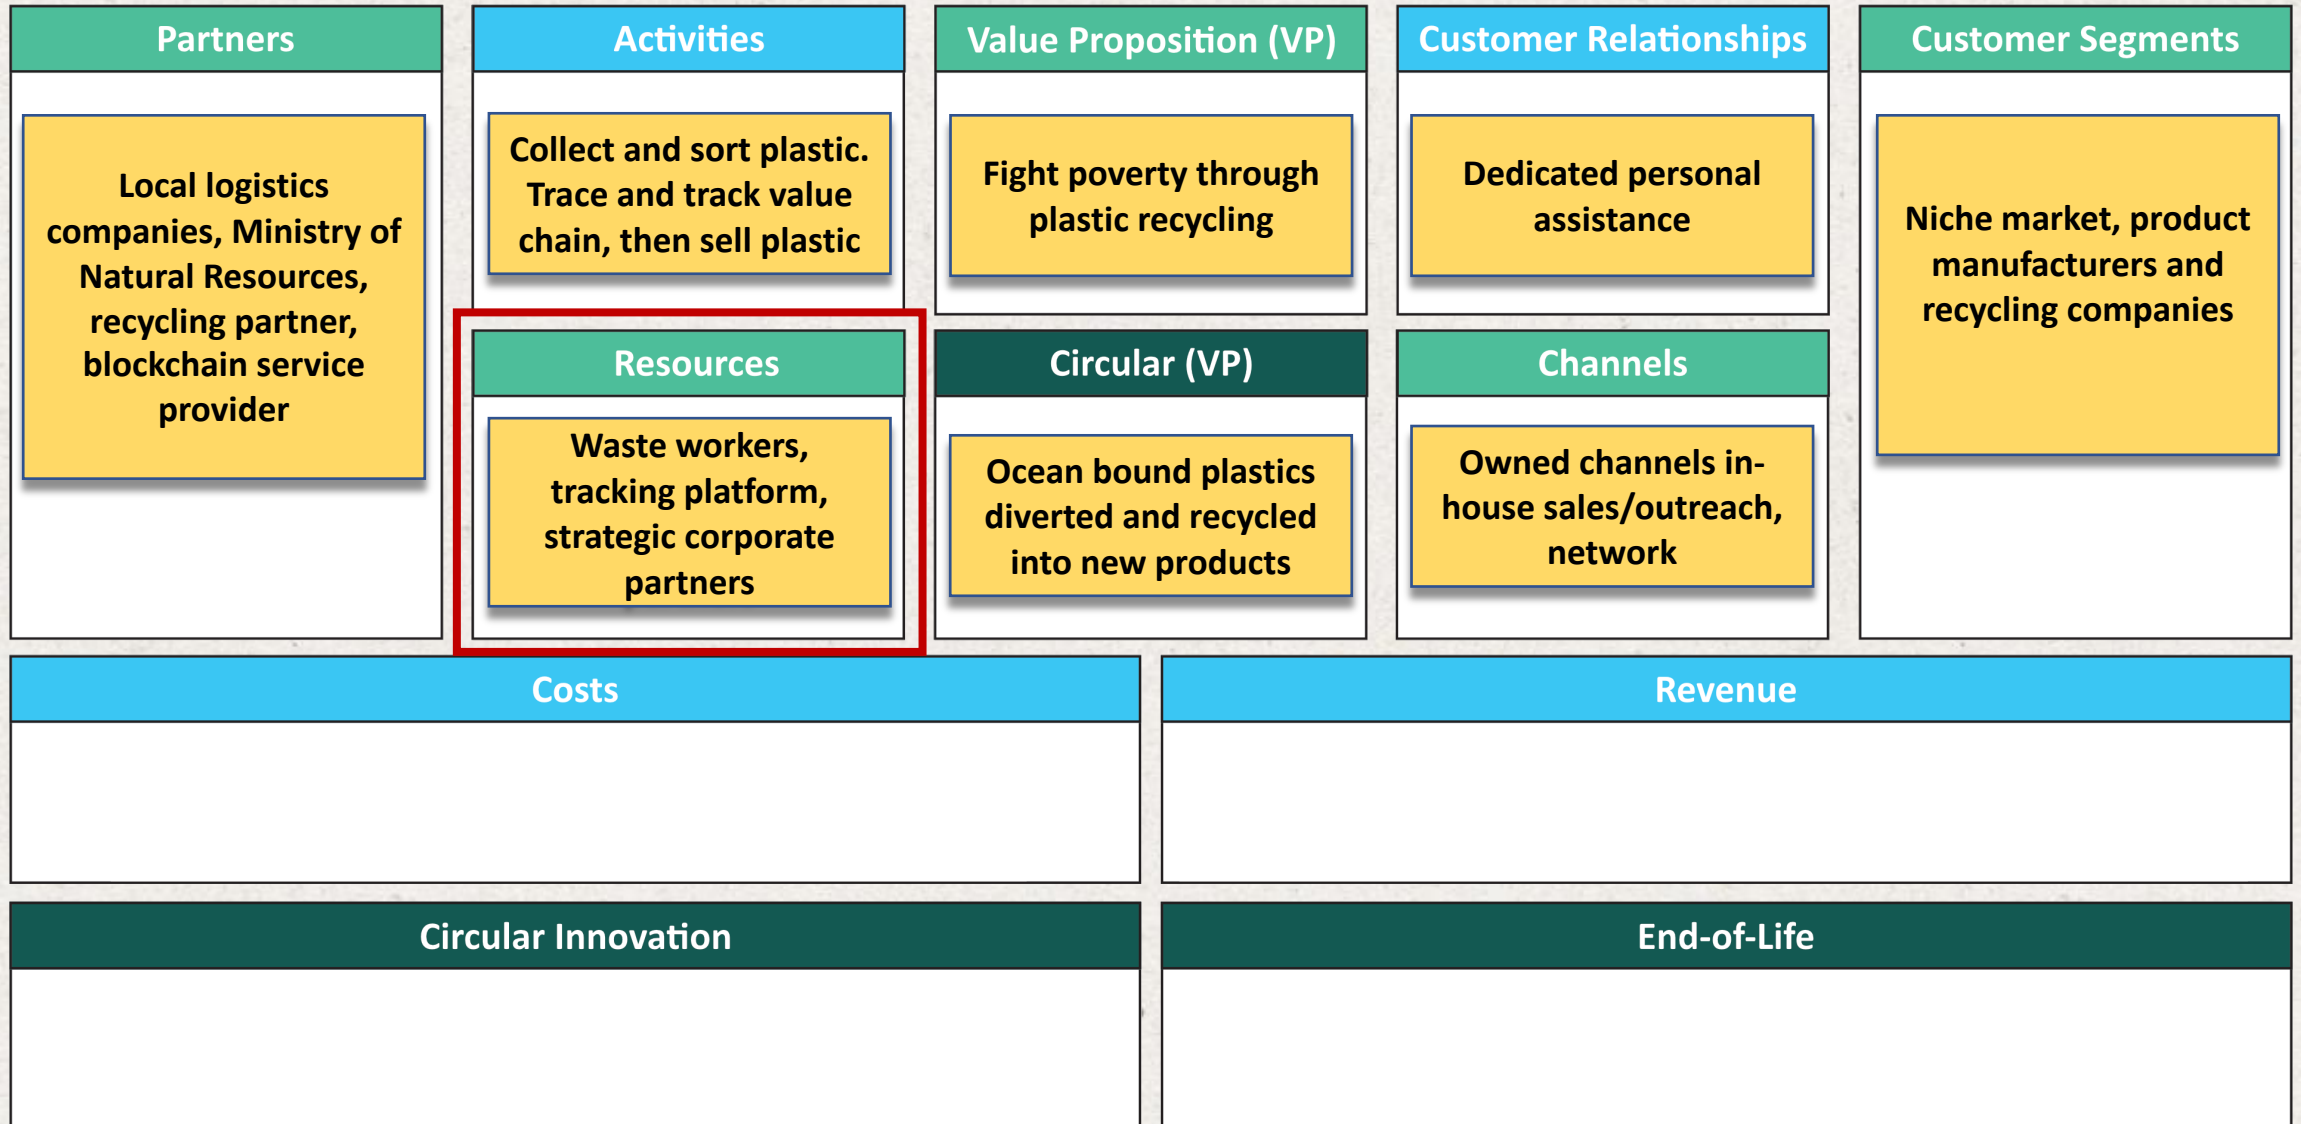 Partners
Local logistics
companies, Ministry of
Natural Resources,
recycling partner,
blockchain service
provider
Activities
Collect and sort plastic.
Trace and track value
chain, then sell plastic
Resources
Waste workers,
tracking platform,
strategic corporate
partners
Value Proposition (VP)
Fight poverty through
plastic recycling
Circular (VP)
Ocean bound plastics
diverted and recycled
into new products
Customer Relationships
Dedicated personal
assistance
Channels
Owned channels in-
house sales/outreach,
network
Customer Segments
Niche market, product
manufacturers and
recycling companies
Costs
Revenue
Circular Innovation
End-of-Life